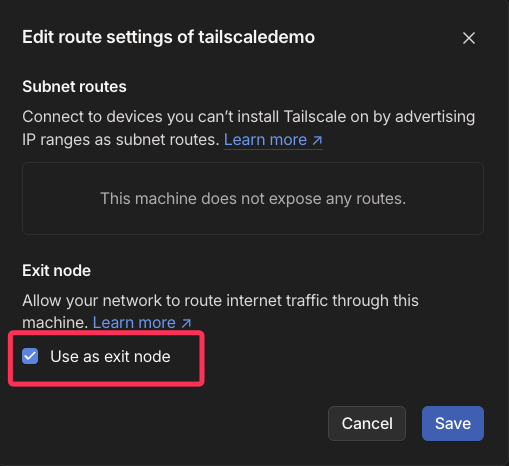 Edit route settings of tailscaledemo
Subnet routes
Connect to devices you can’t install Tailscale on by advertising
IP ranges as subnet routes. Learn more ↗
This machine does not expose any routes.
Exit node
Allow your network to route internet traffic through this
machine. Learn more ↗
Use as exit node
Cancel
Save